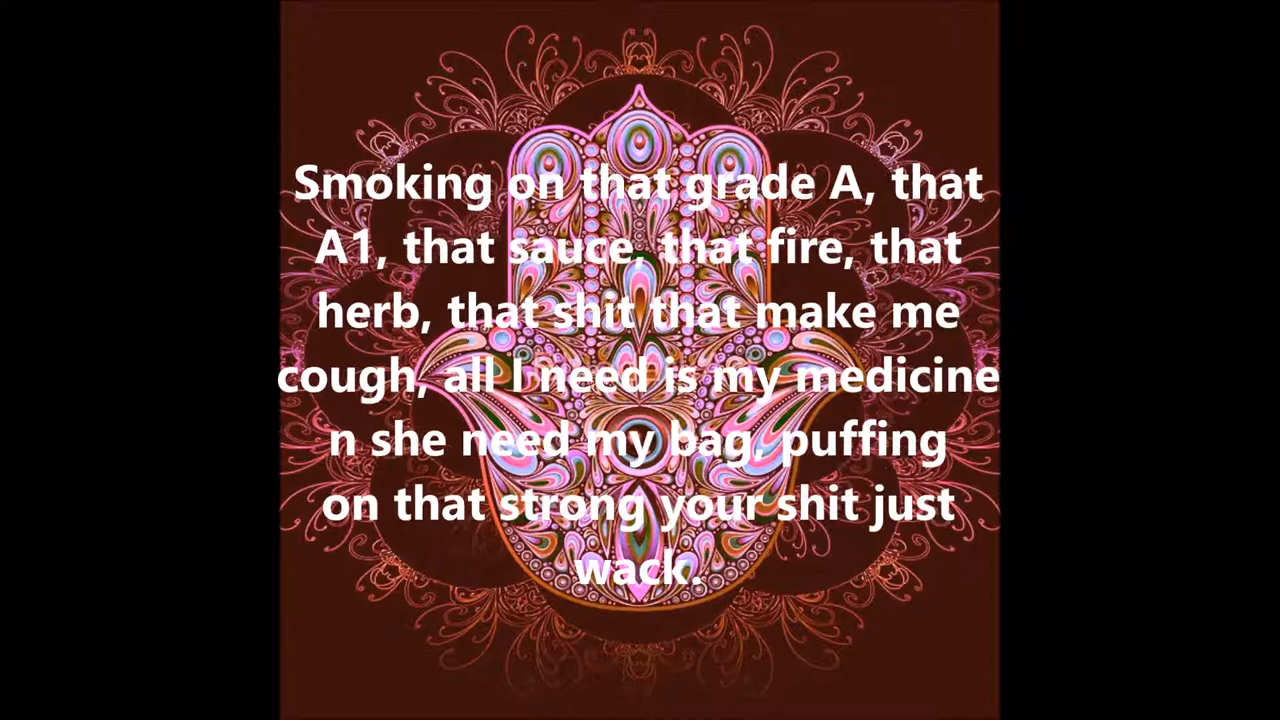 Smoking on that grade A, that
A1, that sauce, that fire, that
herb, that shit that make me
cough, all I need is my medicine
n she need my bag, puffing
on that strong your shit just
wack.